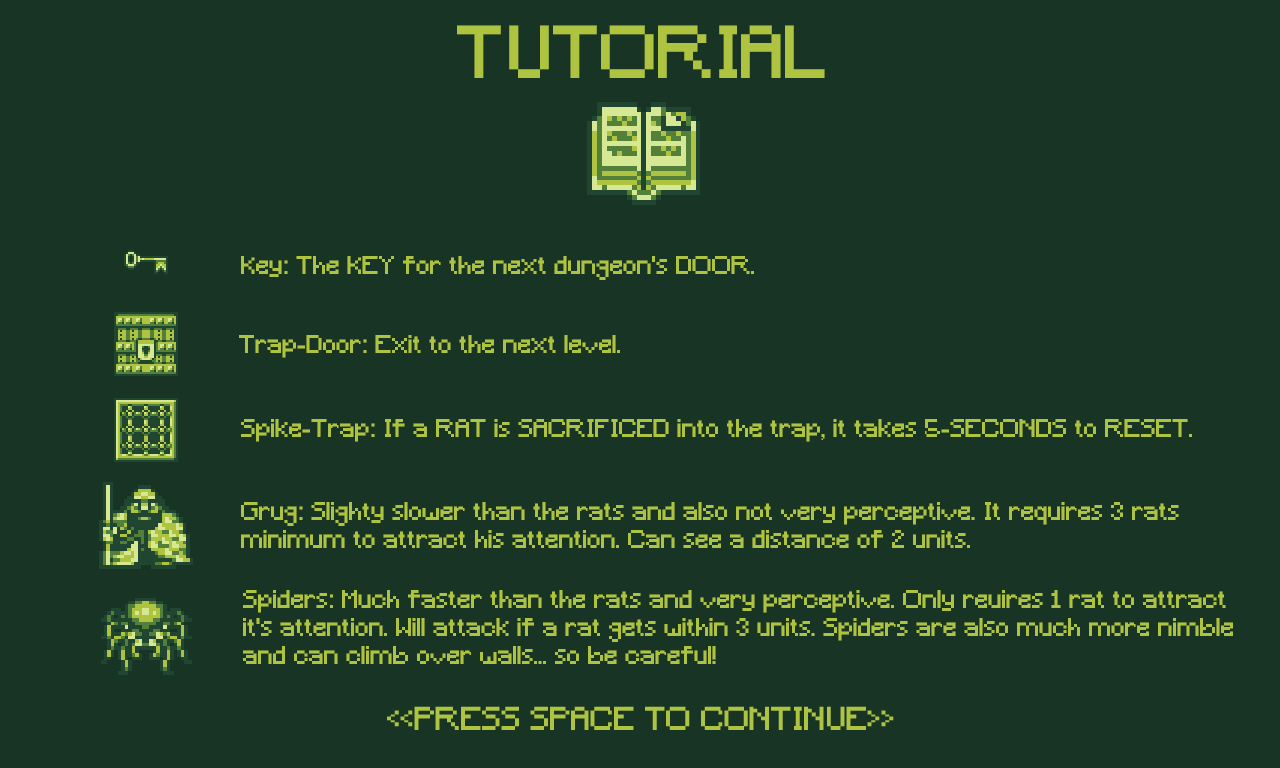 TUTORIAL
Key: The KEY for the next dungeon's DOOR.
Trap-Door: Exit to the next level.
Spike-Trap: If a RAT is SACRIFICED into the trap, it takes 5-SECONDS to RESET.
Grug: Slighty slower than the rats and also not very perceptive. It requires 3 rats
minimum to attract his attention. Can see a distance of 2 units.
Spiders: Much faster than the rats and very perceptive. Only reuires 1 rat to attract
it's attention. Will attack if a rat gets within 3 units. Spiders are also much more nimble
and can climb over walls... so be careful!
<<PRESS SPACE TO CONTINUE>>